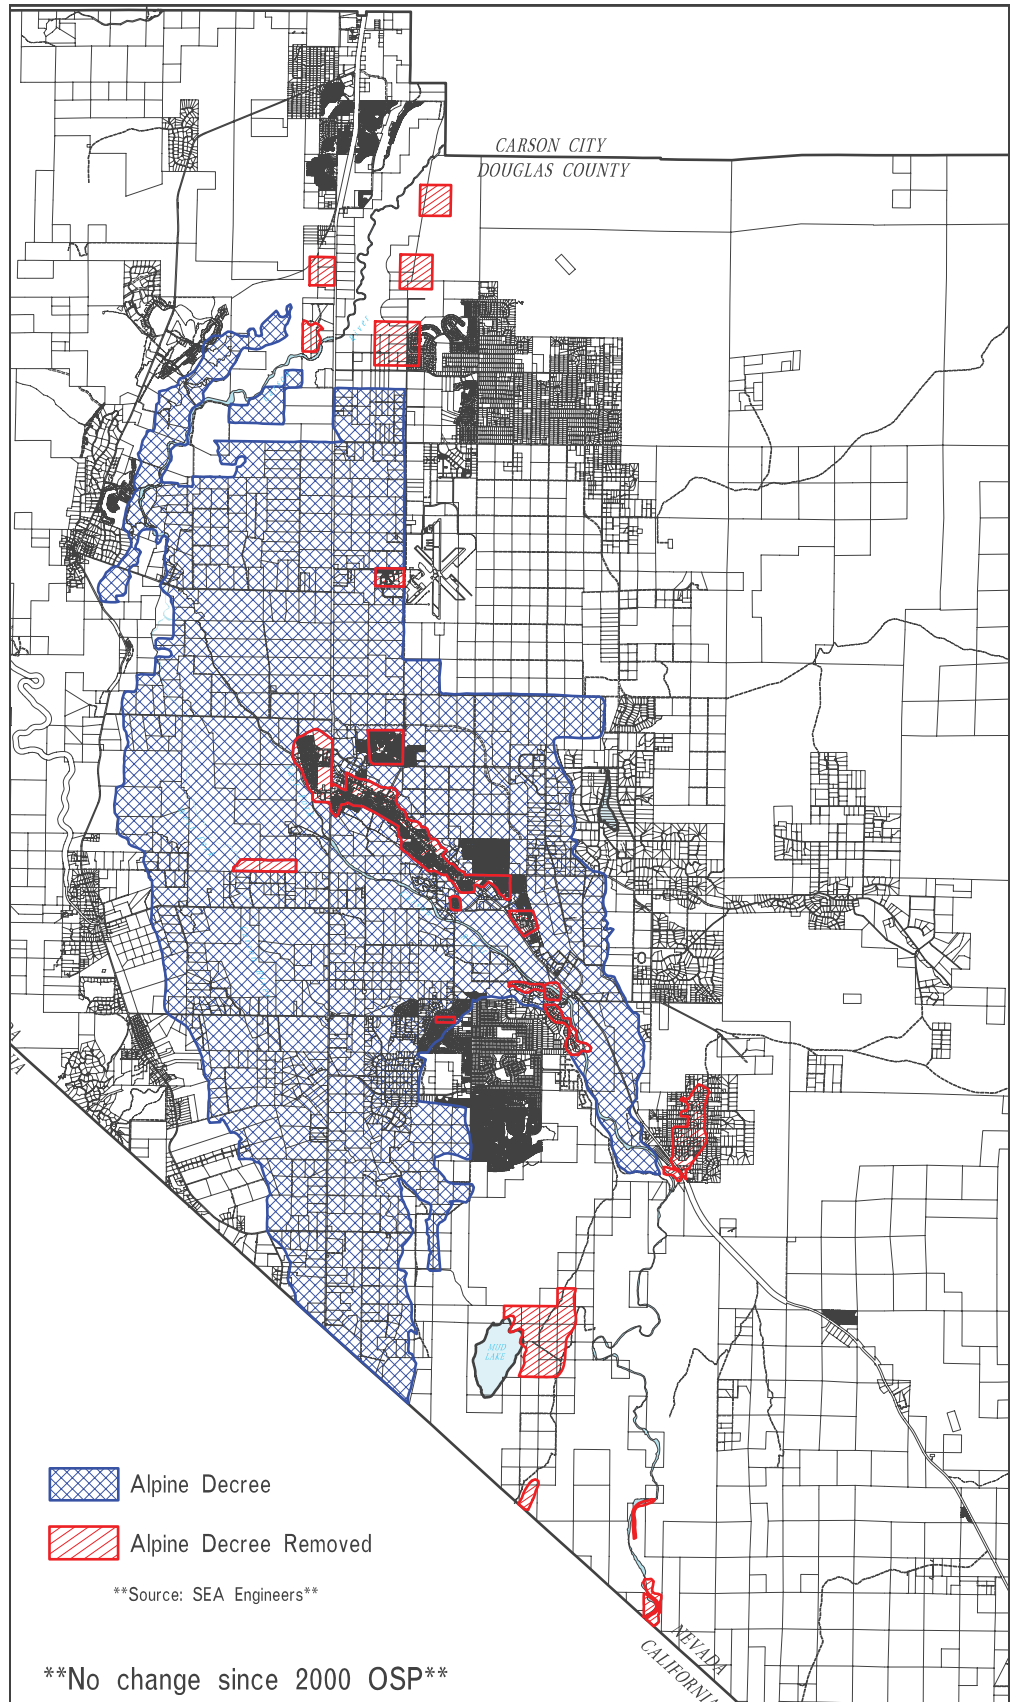 CARSON CITY
DOUGLAS COUNTY
MUD
LAKE
Alpine Decree
Alpine Decree Removed
**Source: SEA Engineers**
**No change since 2000 OSP**
NEVADA
CALIFORNIA